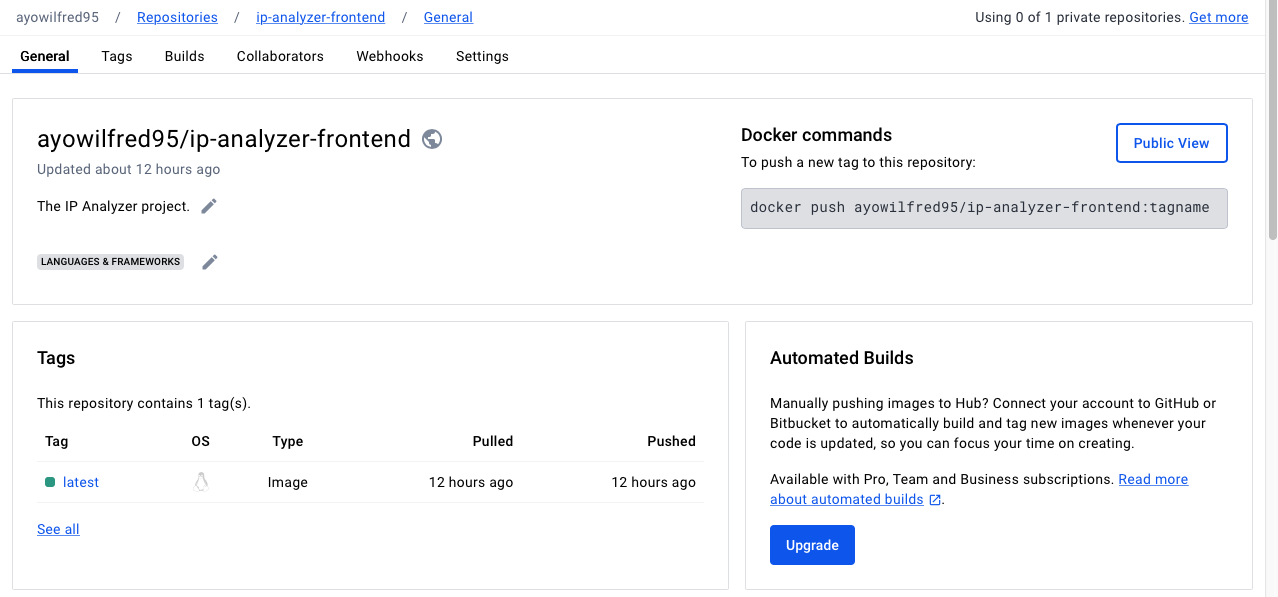 ayowilfred95 / Repositories / ip-analyzer-frontend / General
Using 0 of 1 private repositories. Get more
General Tags Builds Collaborators Webhooks Settings
ayowilfred95/ip-analyzer-frontend
Updated about 12 hours ago
The IP Analyzer project.
LANGUAGES & FRAMEWORKS
Docker commands
To push a new tag to this repository:
Public View
docker push ayowilfred95/ip-analyzer-frontend:tagname
Tags
This repository contains 1 tag(s).
Tag OS Type Pulled Pushed
latest Image 12 hours ago 12 hours ago
See all
Automated Builds
Manually pushing images to Hub? Connect your account to GitHub or
Bitbucket to automatically build and tag new images whenever your
code is updated, so you can focus your time on creating.
Available with Pro, Team and Business subscriptions. Read more
about automated builds .
Upgrade